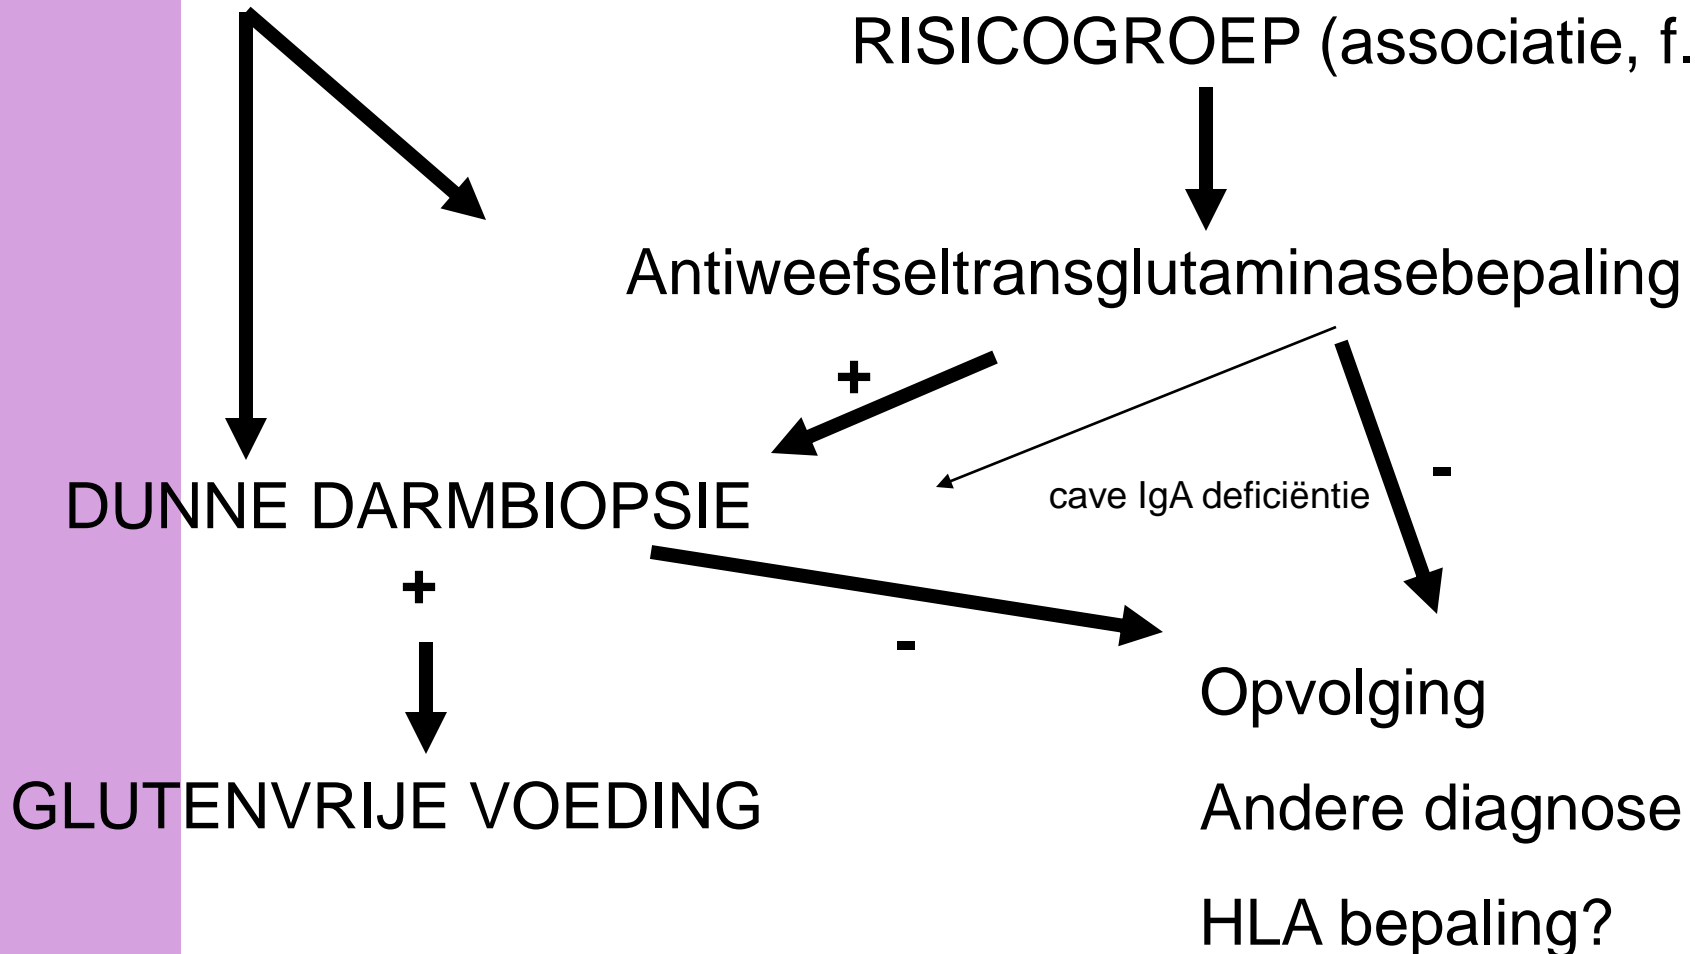 RISICOGROEP (associatie, f.
Antiweefseltransglutaminasebepaling
+
-
cave IgA deficiëntie
DUNNE DARMBIOPSIE
+
-
Opvolging
GLUTENVRIJE VOEDING
Andere diagnose
HLA bepaling?